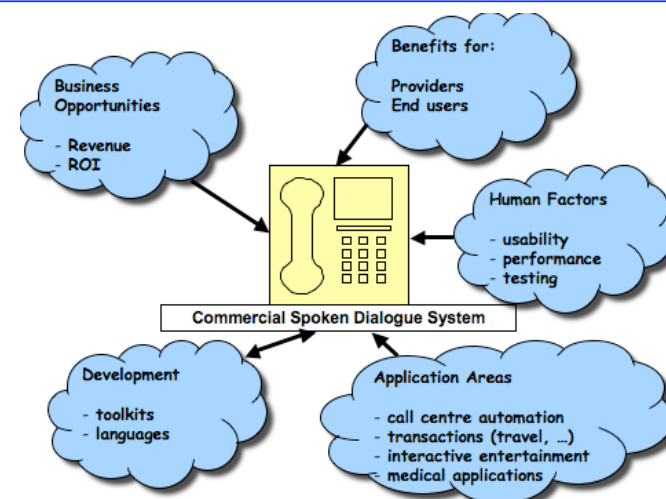 Benefits for:
Providers
End users
Business
Opportunities
- Revenue
- ROI
Human Factors
- usability
- performance
- testing
Commercial Spoken Dialogue System
Development
- toolkits
- languages
Application Areas
- call centre automation
- transactions (travel, …)
- interactive entertainment
- medical applications